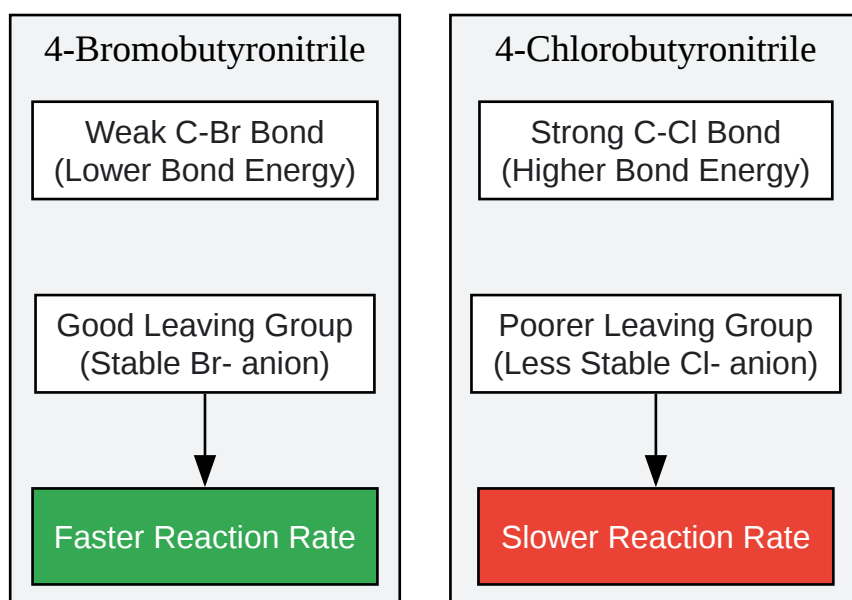 4-Bromobutyronitrile
Weak C-Br Bond
(Lower Bond Energy)
Good Leaving Group
(Stable Br- anion)
Faster Reaction Rate
4-Chlorobutyronitrile
Strong C-Cl Bond
(Higher Bond Energy)
Poorer Leaving Group
(Less Stable Cl- anion)
Slower Reaction Rate